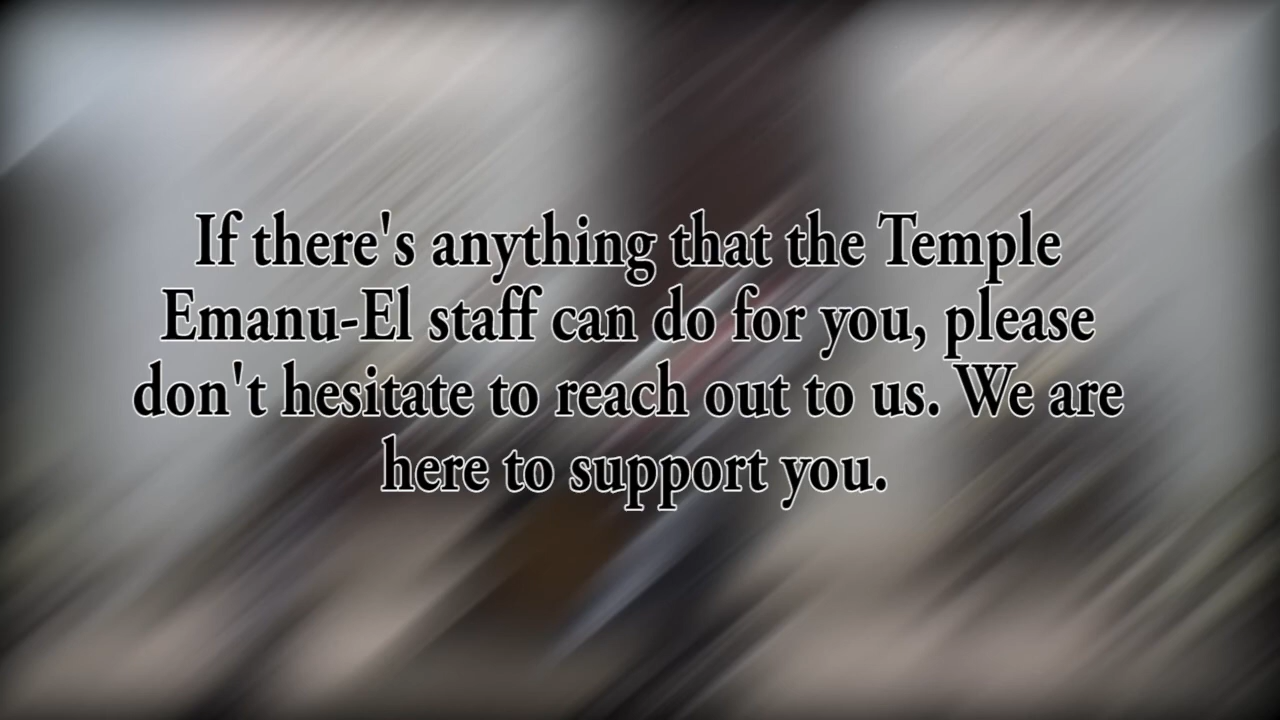 If there's anything that the Temple
Emanu-El staff can do for you, please
don't hesitate to reach out to us. We are
here to support you.